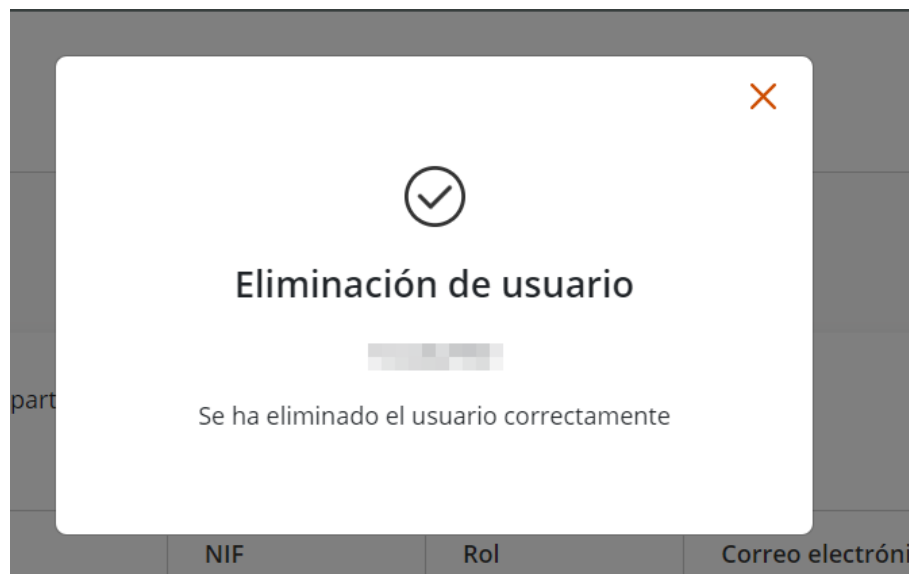 Eliminación de usuario
Se ha eliminado el usuario correctamente
part
NIF Rol Correo electróni